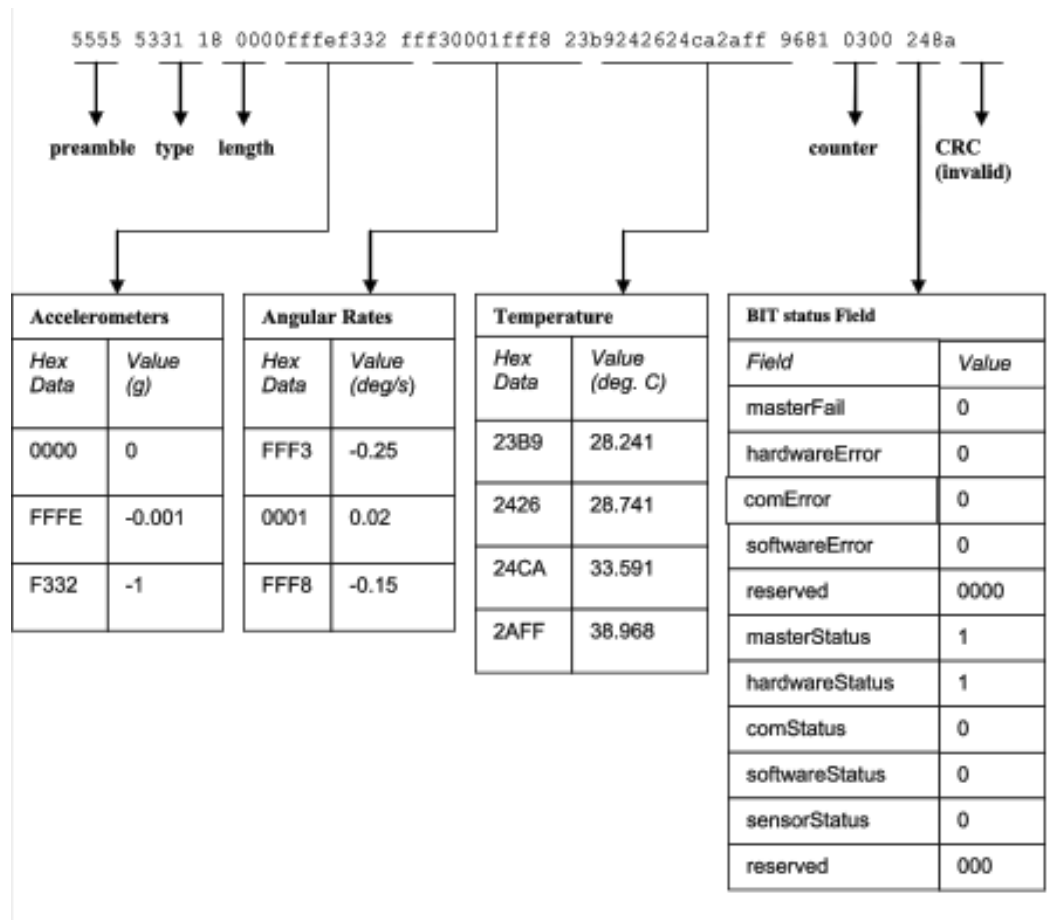 5555 5331 18 0000fffef332 fff30001fff8 23b9242624ca2aff 9681 0300 248a
preamble type length counter CRC
(invalid)
Accelerometers
Hex Data Value (g)
0000 0
FFFE -0.001
F332 -1
Angular Rates
Hex Data Value (deg/s)
FFF3 -0.25
0001 0.02
FFF8 -0.15
Temperature
Hex Data Value (deg. C)
23B9 28.241
2426 28.741
24CA 33.591
2AFF 38.968
BIT status Field
Field Value
masterFail 0
hardwareError 0
comError 0
softwareError 0
reserved 0000
masterStatus 1
hardwareStatus 1
comStatus 0
softwareStatus 0
sensorStatus 0
reserved 000